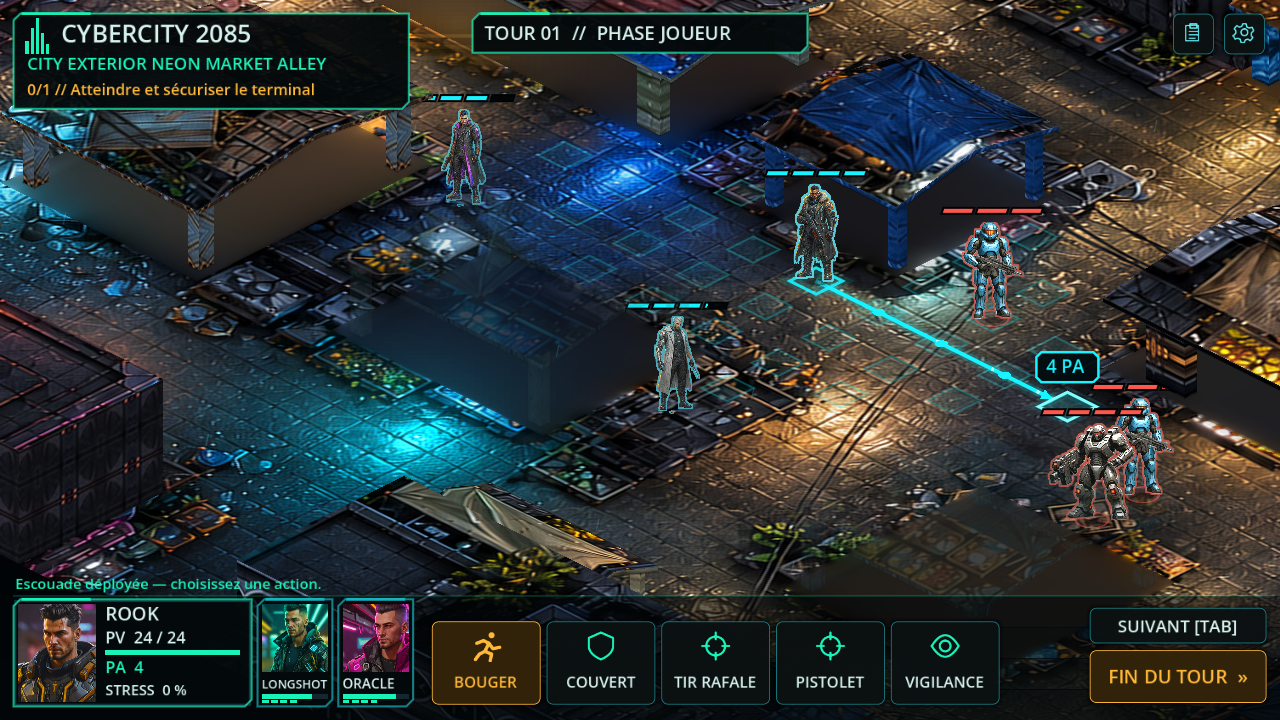 CYBERCITY 2085
CITY EXTERIOR NEON MARKET ALLEY
0/1 // Atteindre et sécuriser le terminal
TOUR 01 // PHASE JOUEUR
4 PA
Escouade déployée — choisissez une action.
ROOK
PV 24 / 24
PA 4
STRESS 0 %
LONGSHOT
ORACLE
BOUGER
COUVERT
TIR RAFALE
PISTOLET
VIGILANCE
SUIVANT [TAB]
FIN DU TOUR »